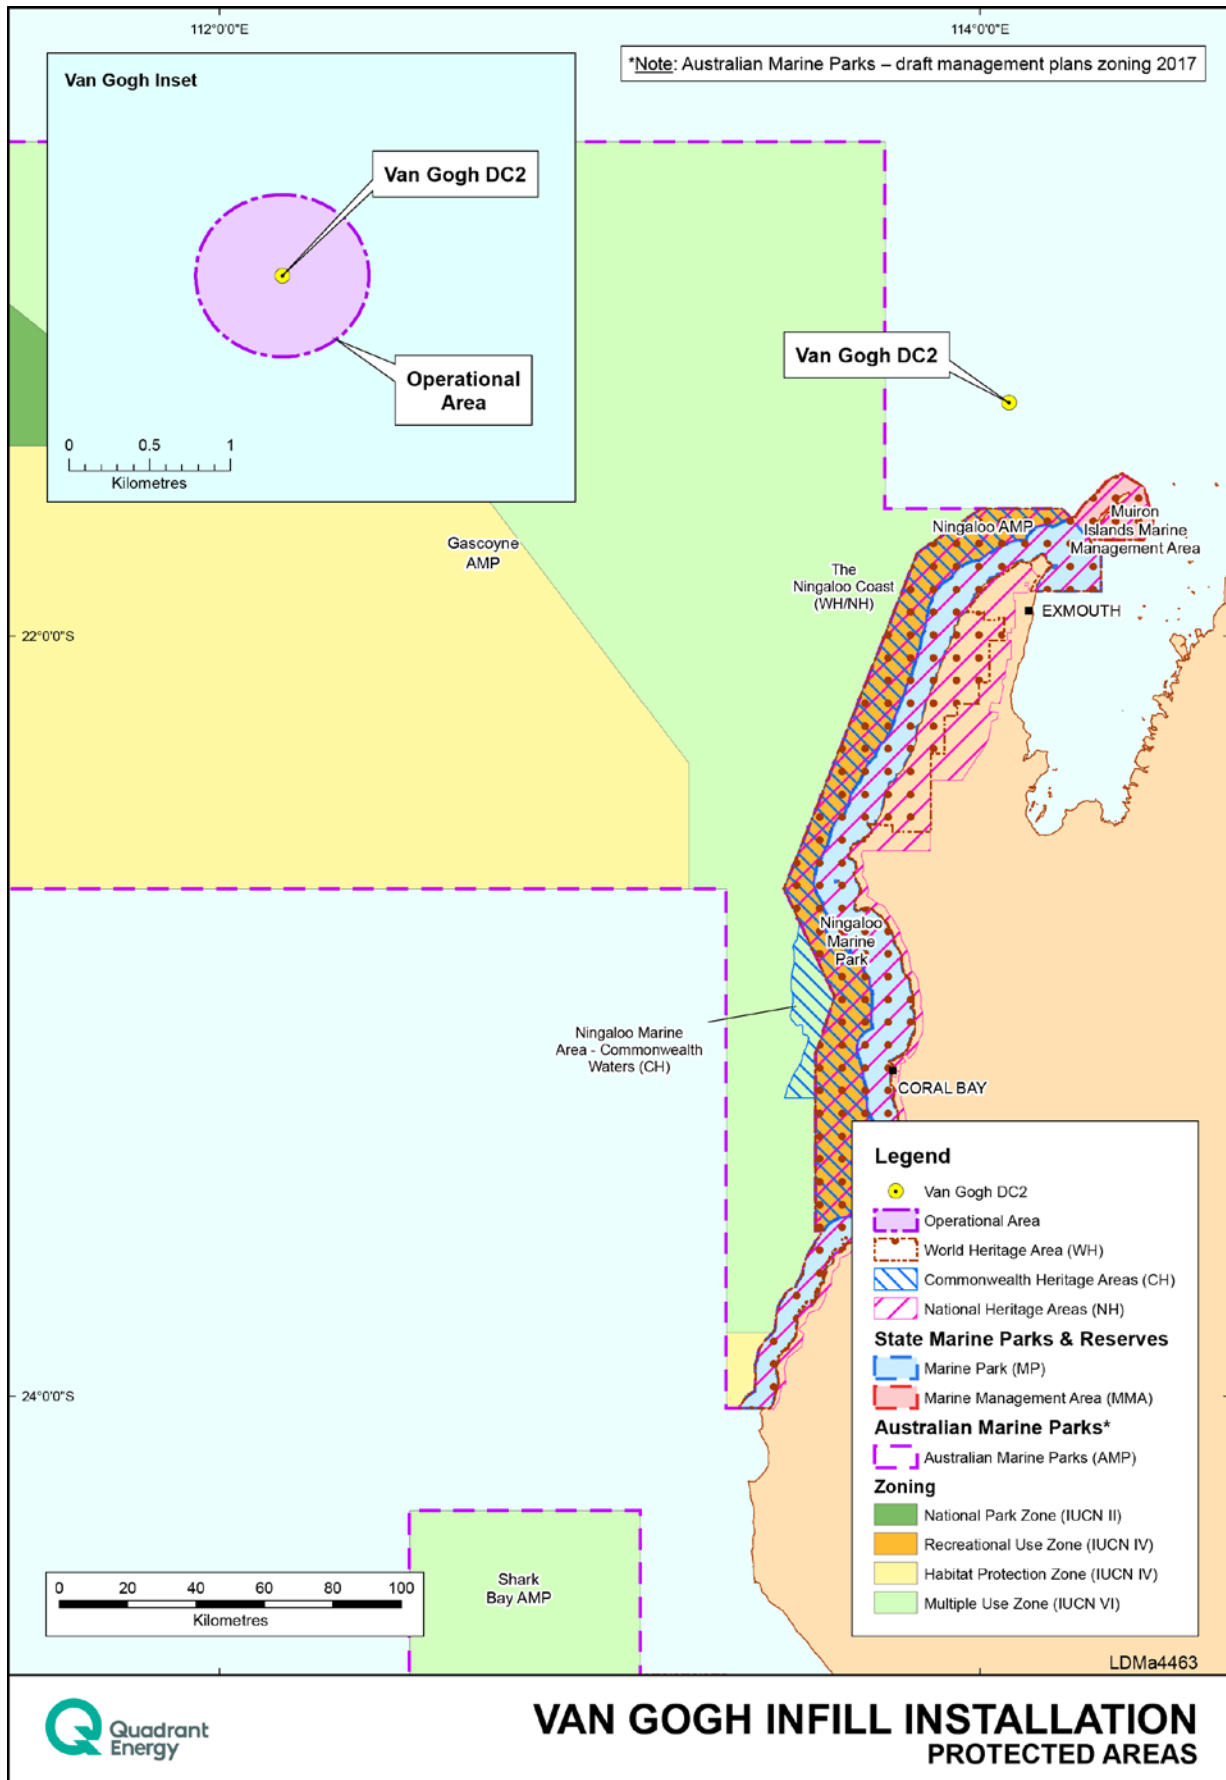 112°0'0"E
114°0'0"E
Van Gogh Inset
*Note: Australian Marine Parks – draft management plans zoning 2017
Van Gogh DC2
Operational
Area
0 0.5 1
Kilometres
Van Gogh DC2
Gascoyne
AMP
Ningaloo AMP
Muiron
Islands Marine
Management Area
The
Ningaloo Coast
(WH/NH)
EXMOUTH
22°0'0"S
Ningaloo
Marine
Park
Ningaloo Marine
Area - Commonwealth
Waters (CH)
CORAL BAY
Legend
Van Gogh DC2
Operational Area
World Heritage Area (WH)
Commonwealth Heritage Areas (CH)
National Heritage Areas (NH)
State Marine Parks & Reserves
Marine Park (MP)
Marine Management Area (MMA)
Australian Marine Parks*
Australian Marine Parks (AMP)
Zoning
National Park Zone (IUCN II)
Recreational Use Zone (IUCN IV)
Habitat Protection Zone (IUCN IV)
Multiple Use Zone (IUCN VI)
24°0'0"S
Shark
Bay AMP
0 20 40 60 80 100
Kilometres
LDMa4463
Quadrant
Energy
VAN GOGH INFILL INSTALLATION
PROTECTED AREAS